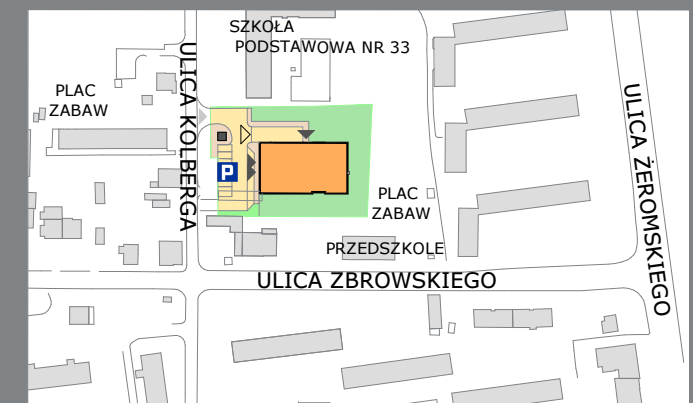 SZKOŁA
PODSTAWOWA NR 33
PLAC
ZABAW
ULICA KOLBERGA
P
PLAC
ZABAW
PRZEDSZKOLE
ULICA ZBROWSKIEGO
ULICA ŻEROMSKIEGO